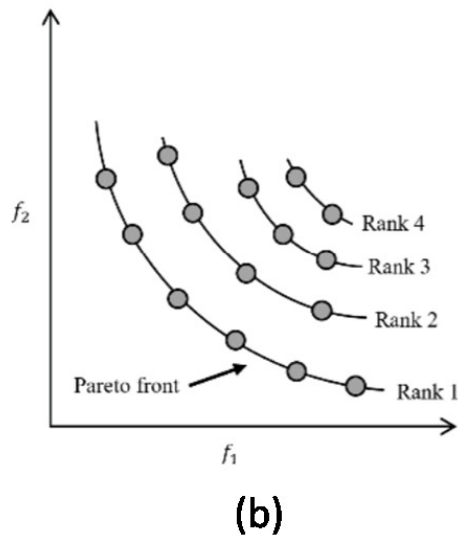 f₂
Rank 4
Rank 3
Rank 2
Pareto front
Rank 1
f₁
(b)